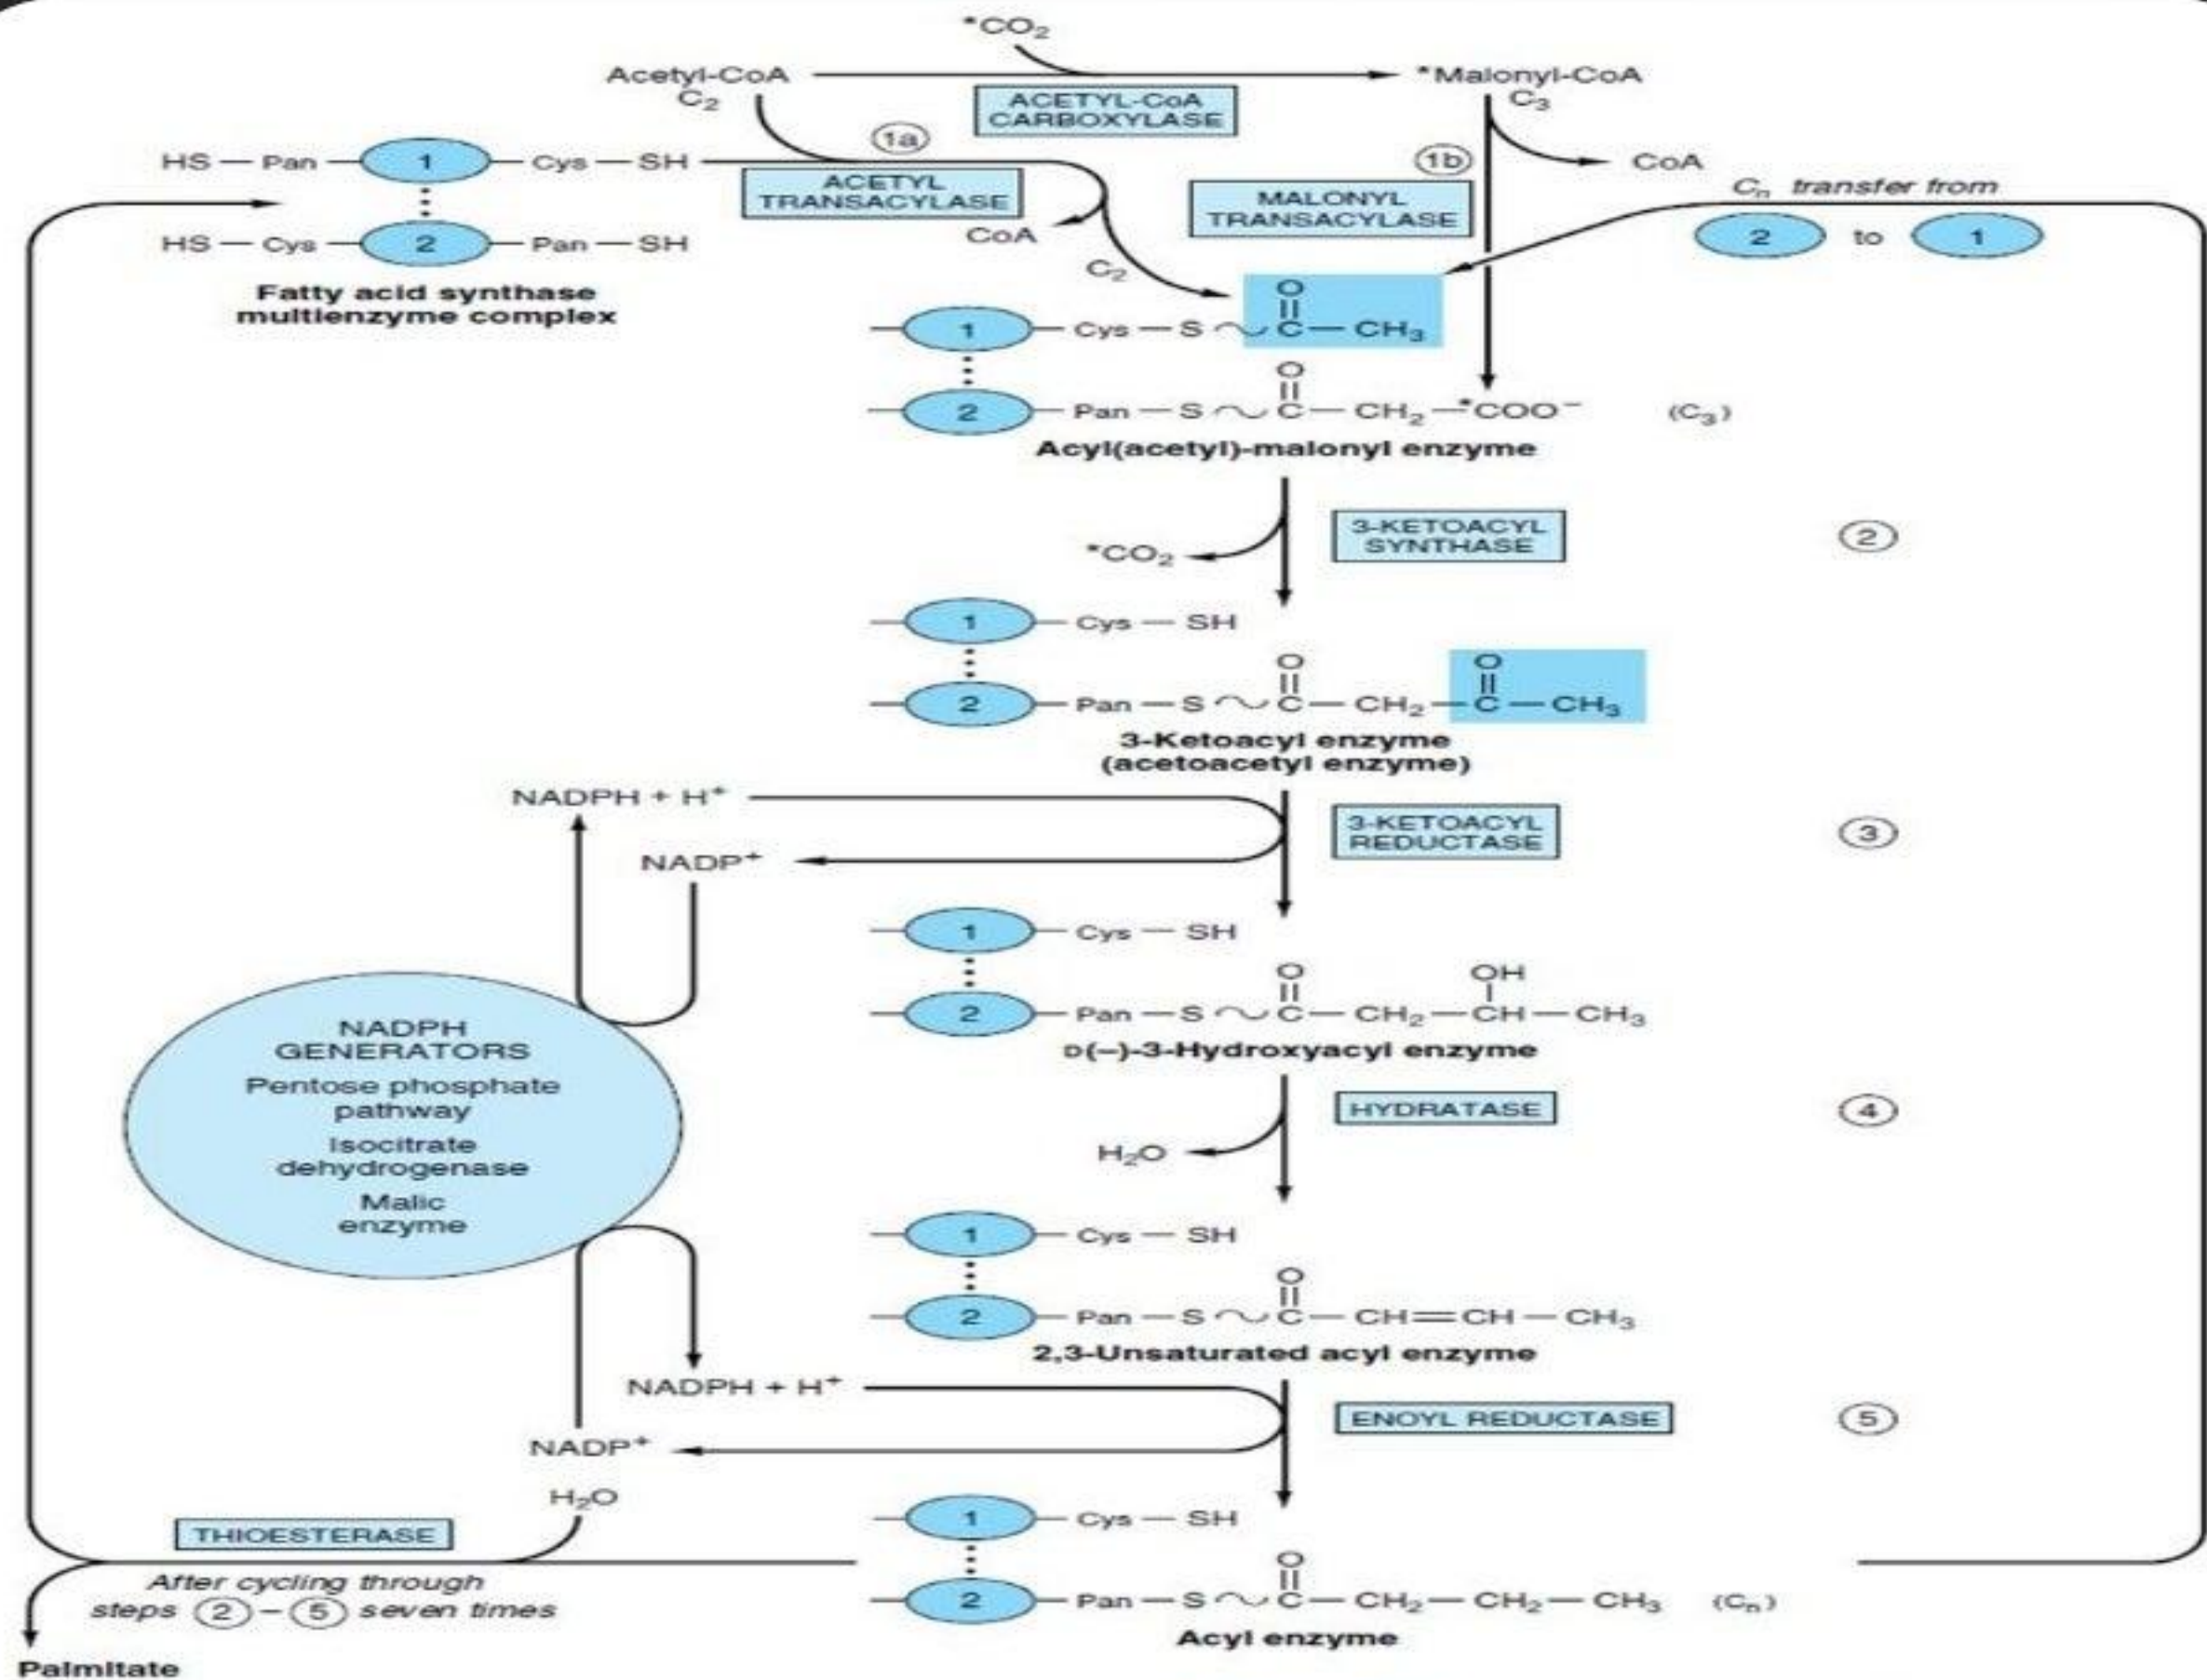 *CO₂
Acetyl-CoA
C₂
*Malonyl-CoA
C₃
ACETYL-CoA
CARBOXYLASE
1a
HS — Pan — 1 — Cys — SH
1b
CoA
Cₙ transfer from
2 to 1
ACETYL
TRANSACYLASE
MALONYL
TRANSACYLASE
HS — Cys — 2 — Pan — SH
CoA
C₂
Fatty acid synthase
multienzyme complex
O
1 — Cys — S ~ C — CH₃
O
2 — Pan — S ~ C — CH₂ — *COO⁻ (C₃)
Acyl(acetyl)-malonyl enzyme
3-KETOACYL
SYNTHASE
2
*CO₂
1 — Cys — SH
O O
2 — Pan — S ~ C — CH₂ — C — CH₃
3-Ketoacyl enzyme
(acetoacetyl enzyme)
NADPH + H⁺
3-KETOACYL
REDUCTASE
3
NADP⁺
1 — Cys — SH
O OH
2 — Pan — S ~ C — CH₂ — CH — CH₃
D(–)-3-Hydroxyacyl enzyme
NADPH
GENERATORS
Pentose phosphate
pathway
Isocitrate
dehydrogenase
Malic
enzyme
HYDRATASE
4
H₂O
1 — Cys — SH
O
2 — Pan — S ~ C — CH = CH — CH₃
2,3-Unsaturated acyl enzyme
NADPH + H⁺
ENOYL REDUCTASE
5
NADP⁺
H₂O
THIOESTERASE
1 — Cys — SH
O
2 — Pan — S ~ C — CH₂ — CH₂ — CH₃ (Cₙ)
Acyl enzyme
After cycling through
steps 2 – 5 seven times
Palmitate